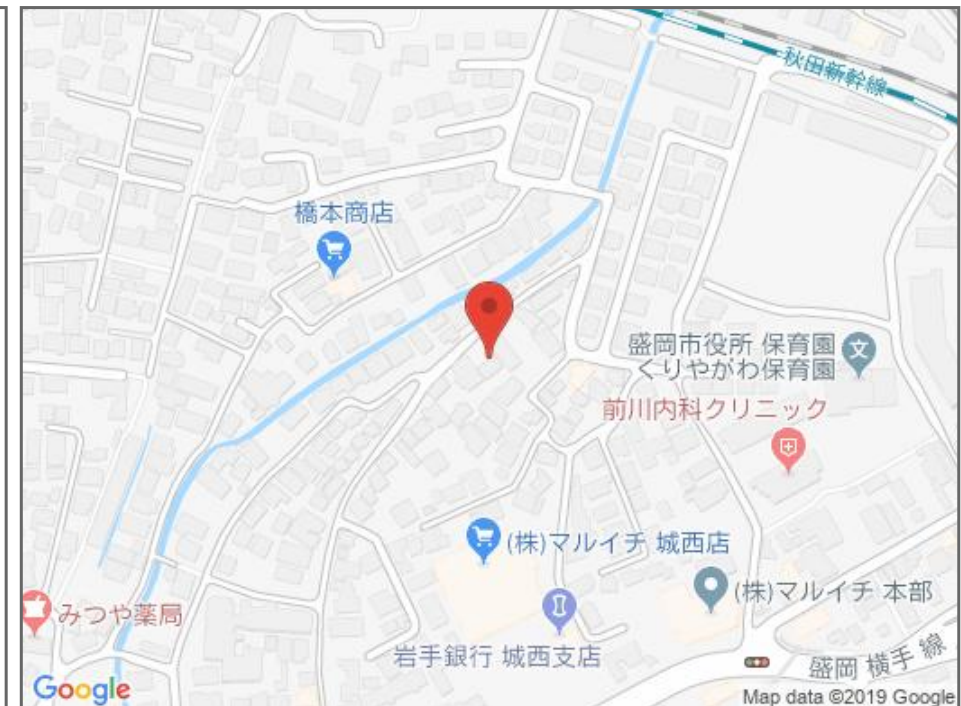 秋田新幹線
橋本商店
盛岡市役所 保育園
くりやがわ保育園
文
前川内科クリニック
(株)マルイチ 城西店
(株)マルイチ 本部
みつや薬局
岩手銀行 城西支店
盛岡 横手 線
Google
Map data ©2019 Google